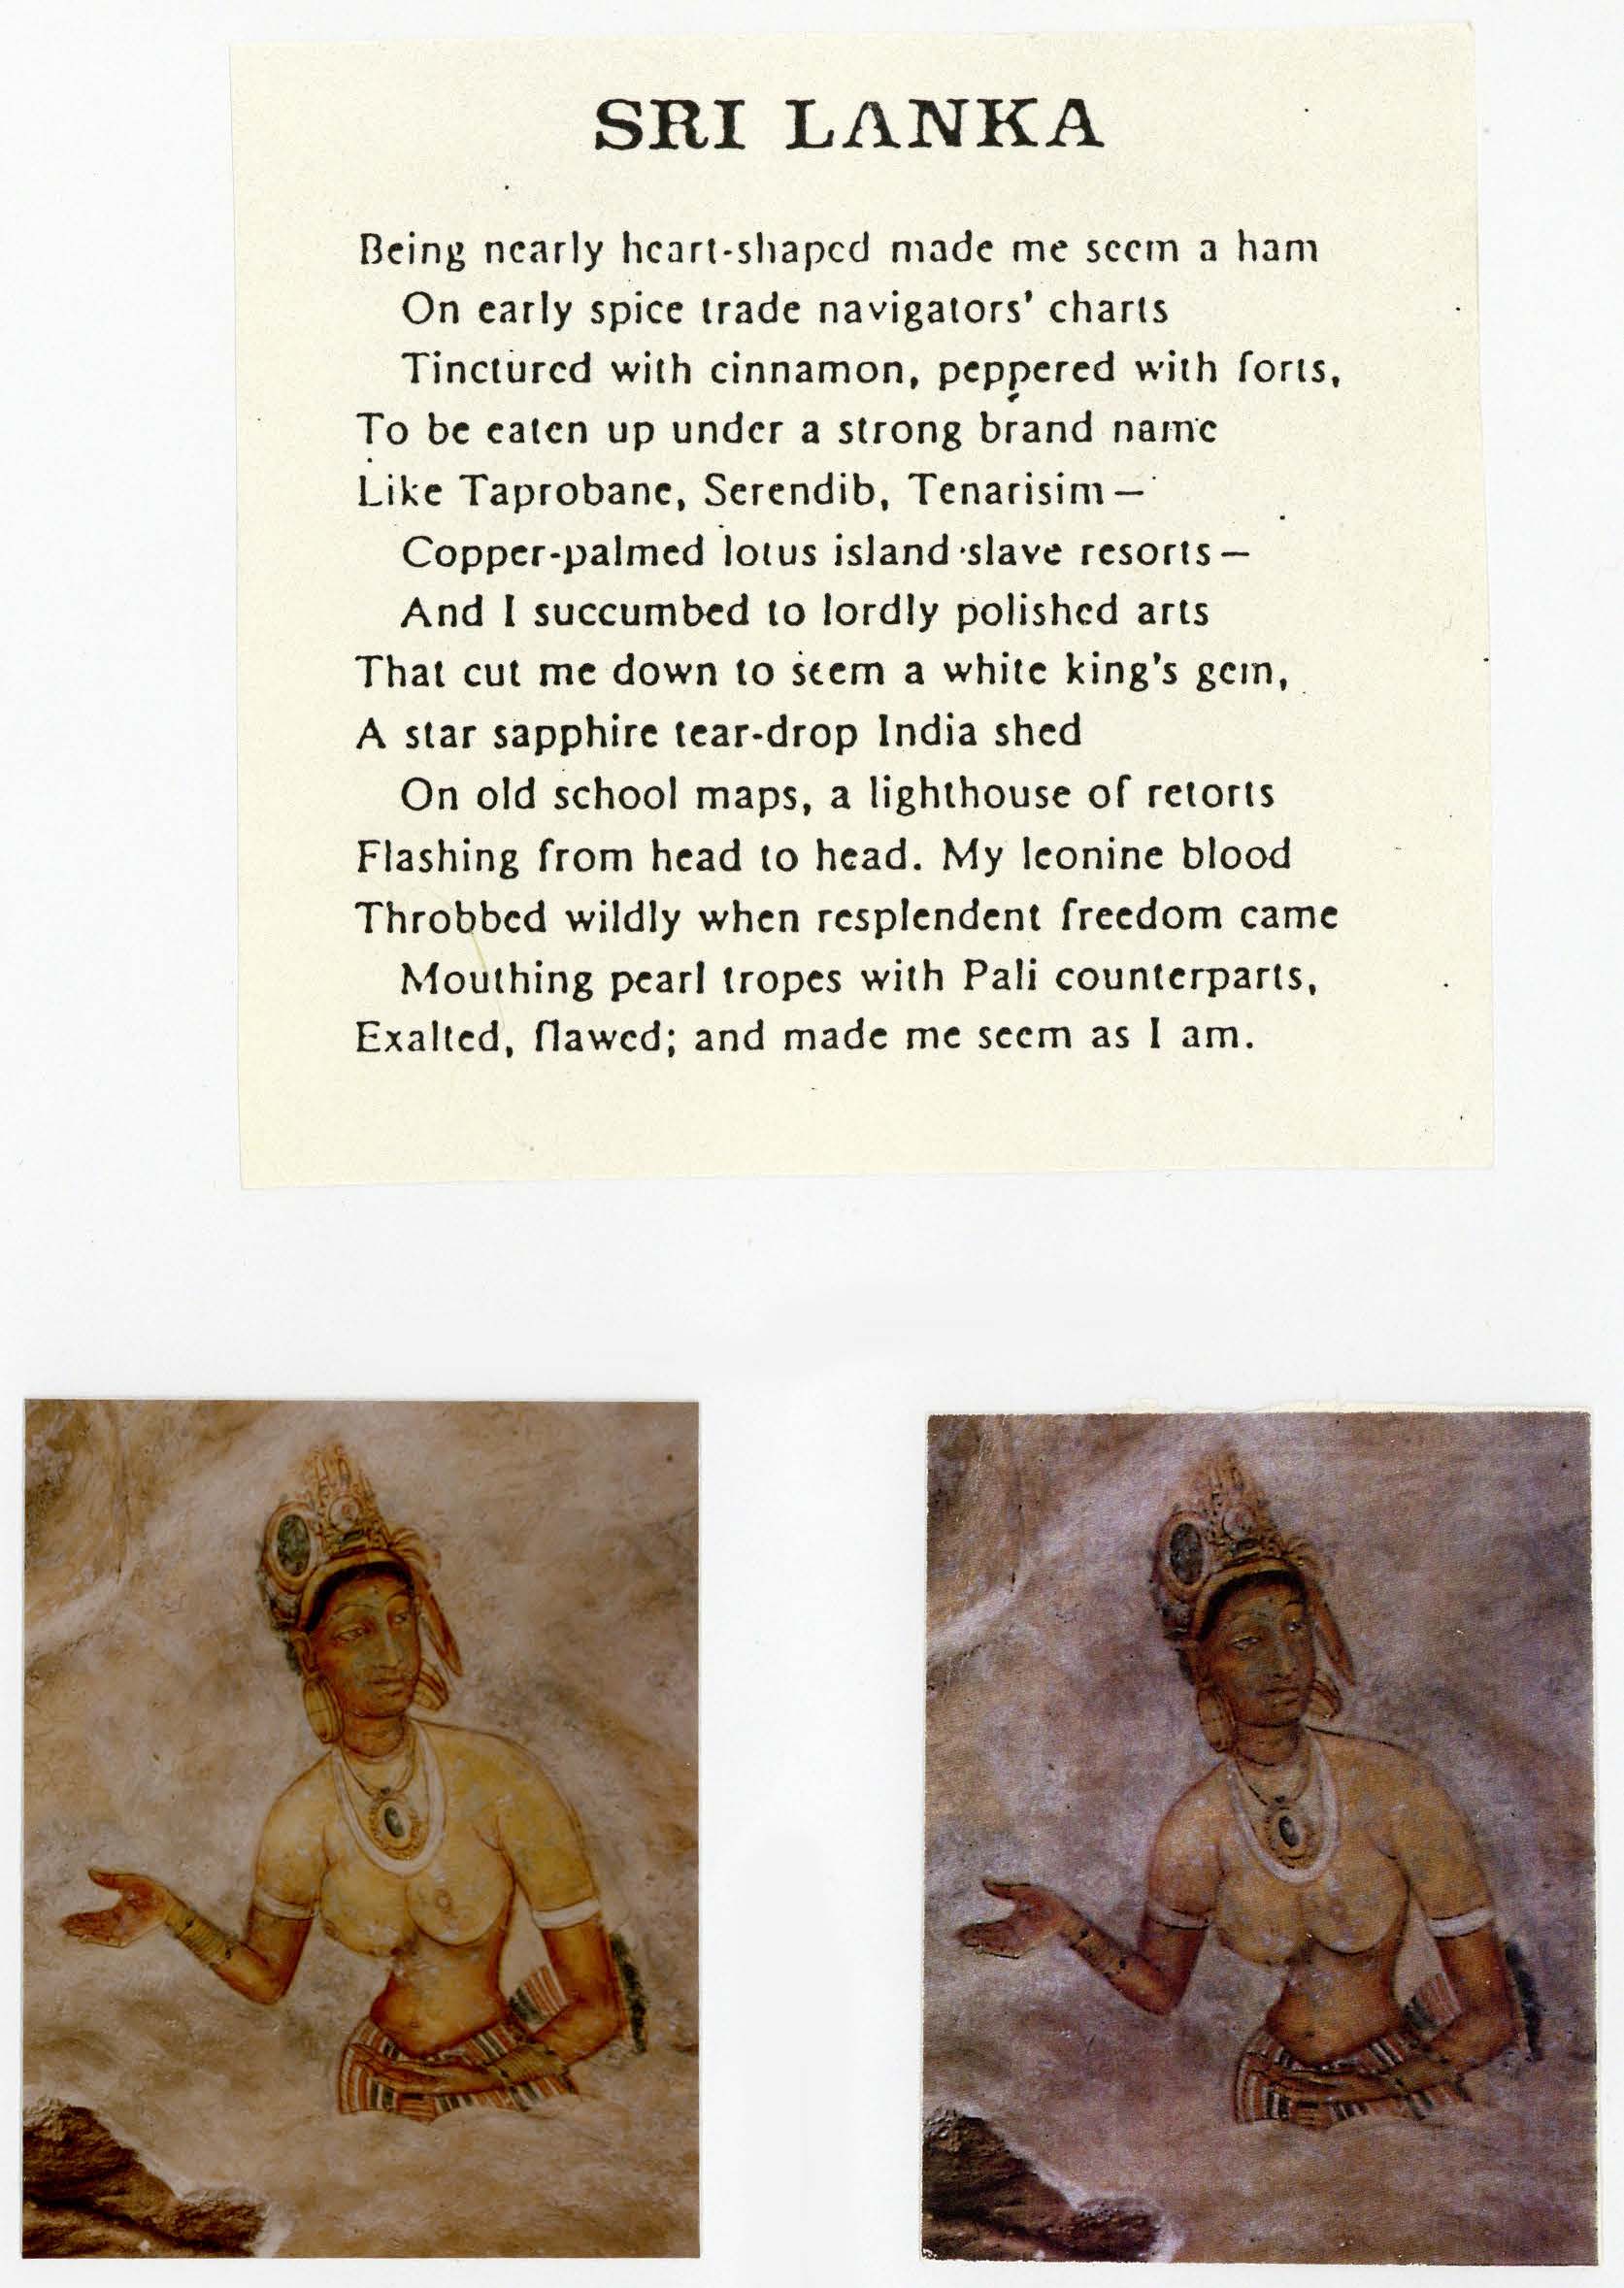 SRI LANKA
Being nearly heart-shaped made me seem a ham
On early spice trade navigators' charts
Tinctured with cinnamon, peppered with forts,
To be eaten up under a strong brand name
Like Taprobane, Serendib, Tenarisim—
Copper-palmed lotus island slave resorts—
And I succumbed to lordly polished arts
That cut me down to seem a white king's gem,
A star sapphire tear-drop India shed
On old school maps, a lighthouse of retorts
Flashing from head to head. My leonine blood
Throbbed wildly when resplendent freedom came
Mouthing pearl tropes with Pali counterparts,
Exalted, flawed; and made me seem as I am.